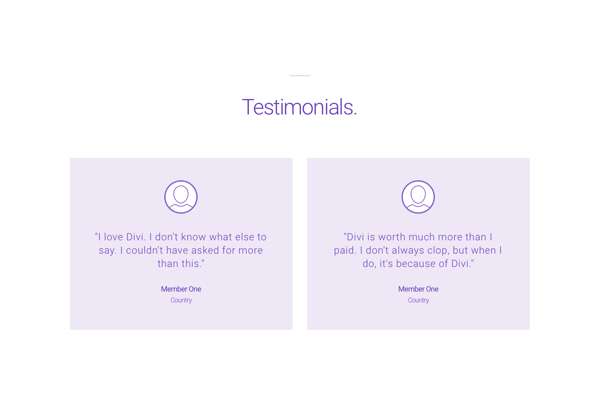 Testimonials.
"I love Divi. I don't know what else to
say. I couldn't have asked for more
than this."
Member One
Country
"Divi is worth much more than I
paid. I don't always clop, but when I
do, it's because of Divi."
Member One
Country